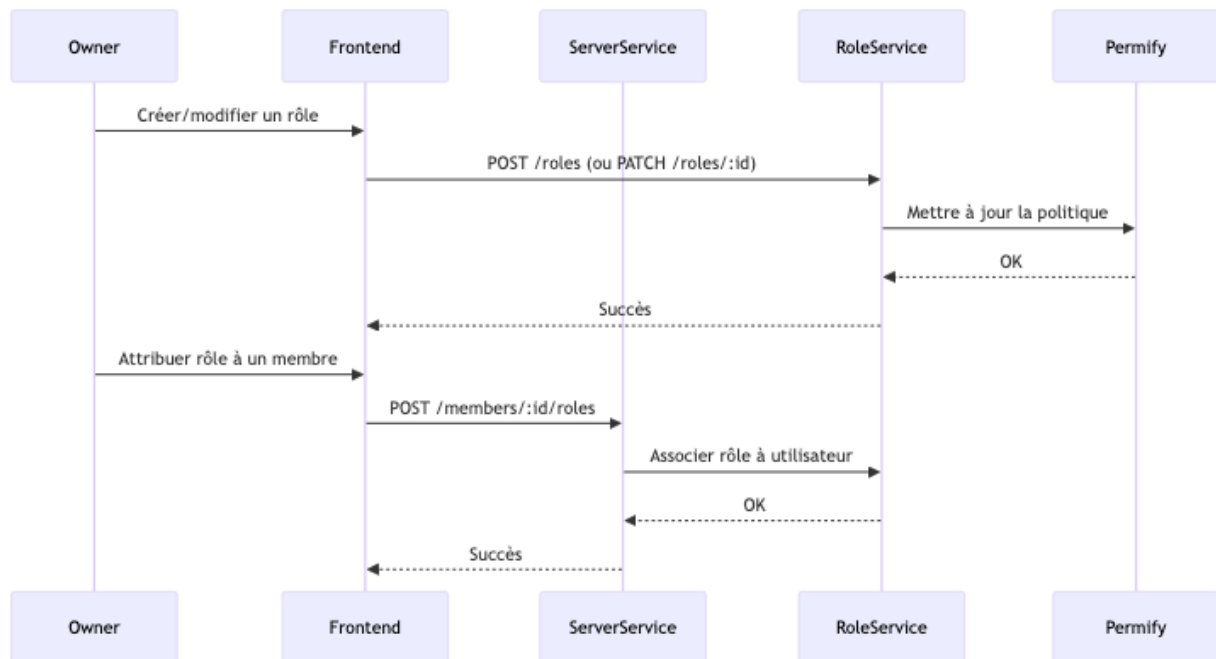 Owner
Frontend
ServerService
RoleService
Permify
Créer/modifier un rôle
POST /roles (ou PATCH /roles/:id)
Mettre à jour la politique
OK
Succès
Attribuer rôle à un membre
POST /members/:id/roles
Associer rôle à utilisateur
OK
Succès
Owner
Frontend
ServerService
RoleService
Permify